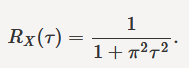 R_X(τ) = 1 / (1 + π²τ²).